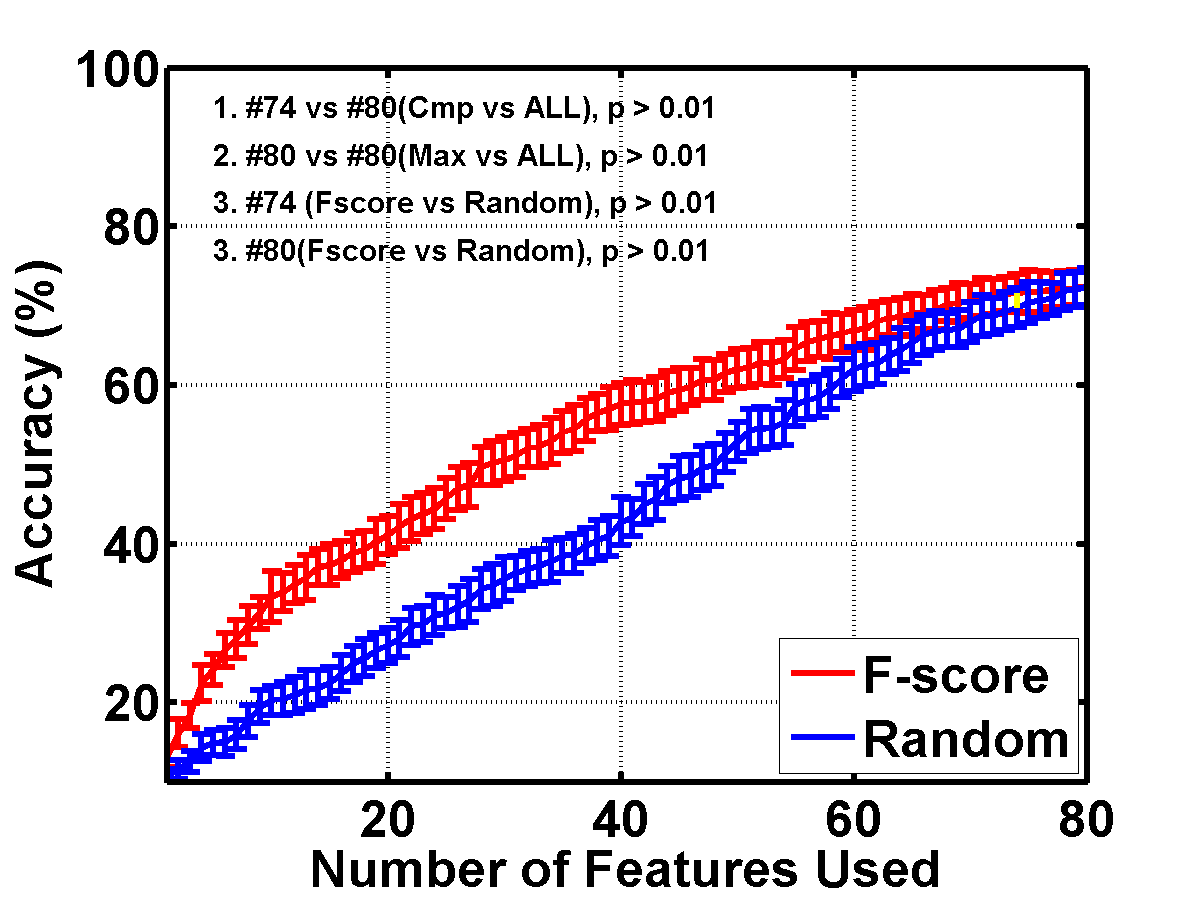 100
80
60
40
20
Accuracy (%)
1. #74 vs #80(Cmp vs ALL), p > 0.01
2. #80 vs #80(Max vs ALL), p > 0.01
3. #74 (Fscore vs Random), p > 0.01
3. #80(Fscore vs Random), p > 0.01
F-score
Random
20 40 60 80
Number of Features Used